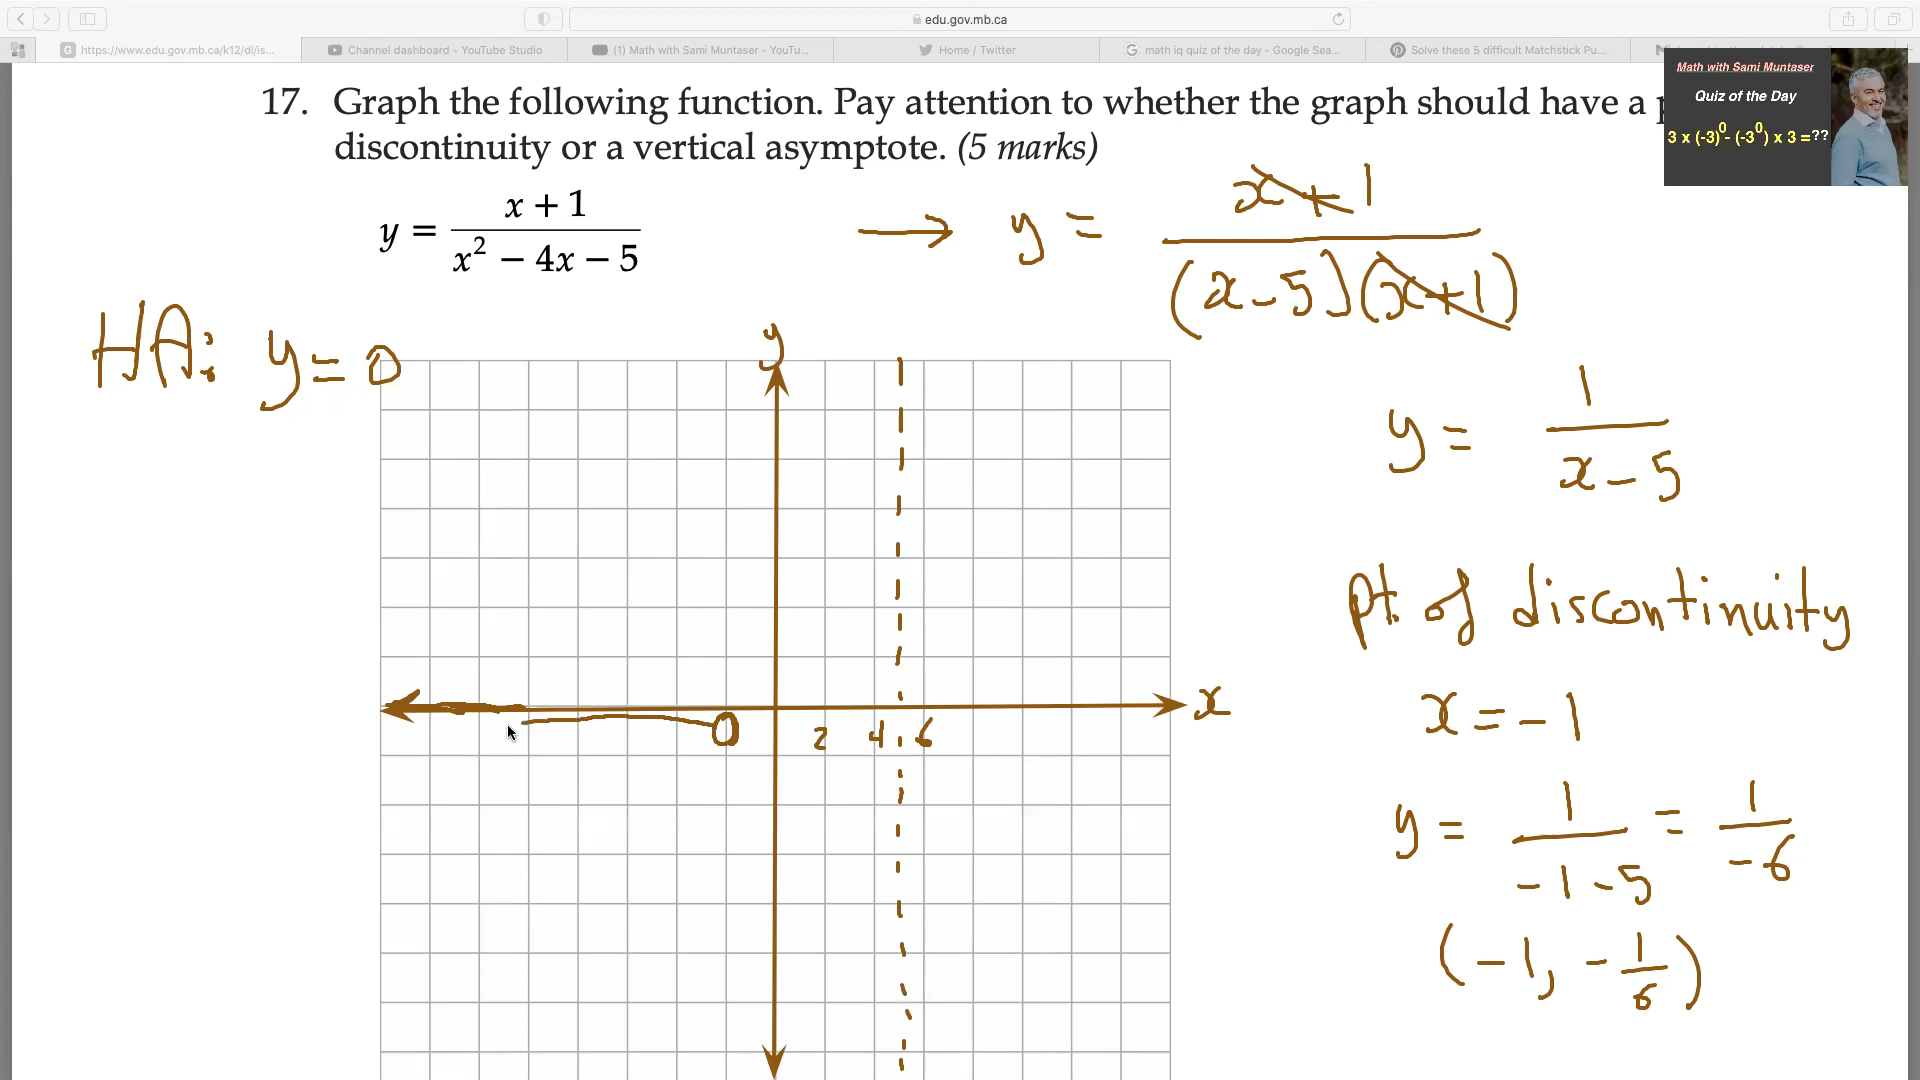 edu.gov.mb.ca
https://www.edu.gov.mb.ca/k12/dl/is...
Channel dashboard - YouTube Studio
(1) Math with Sami Muntaser - YouTu...
Home / Twitter
math iq quiz of the day - Google Sea...
Solve these 5 difficult Matchstick Pu...
Math with Sami Muntaser
Quiz of the Day
3 x (-3)⁰- (-3⁰) x 3 =??
17. Graph the following function. Pay attention to whether the graph should have a
discontinuity or a vertical asymptote. (5 marks)
y = (x + 1)/(x² − 4x − 5)
→ y = (x+1)/((x-5)(x+1))
HA: y = 0
y
y = 1/(x-5)
pt. of discontinuity
x
x = -1
2 4 6
y = 1/(-1-5) = 1/-6
(-1, -1/6)